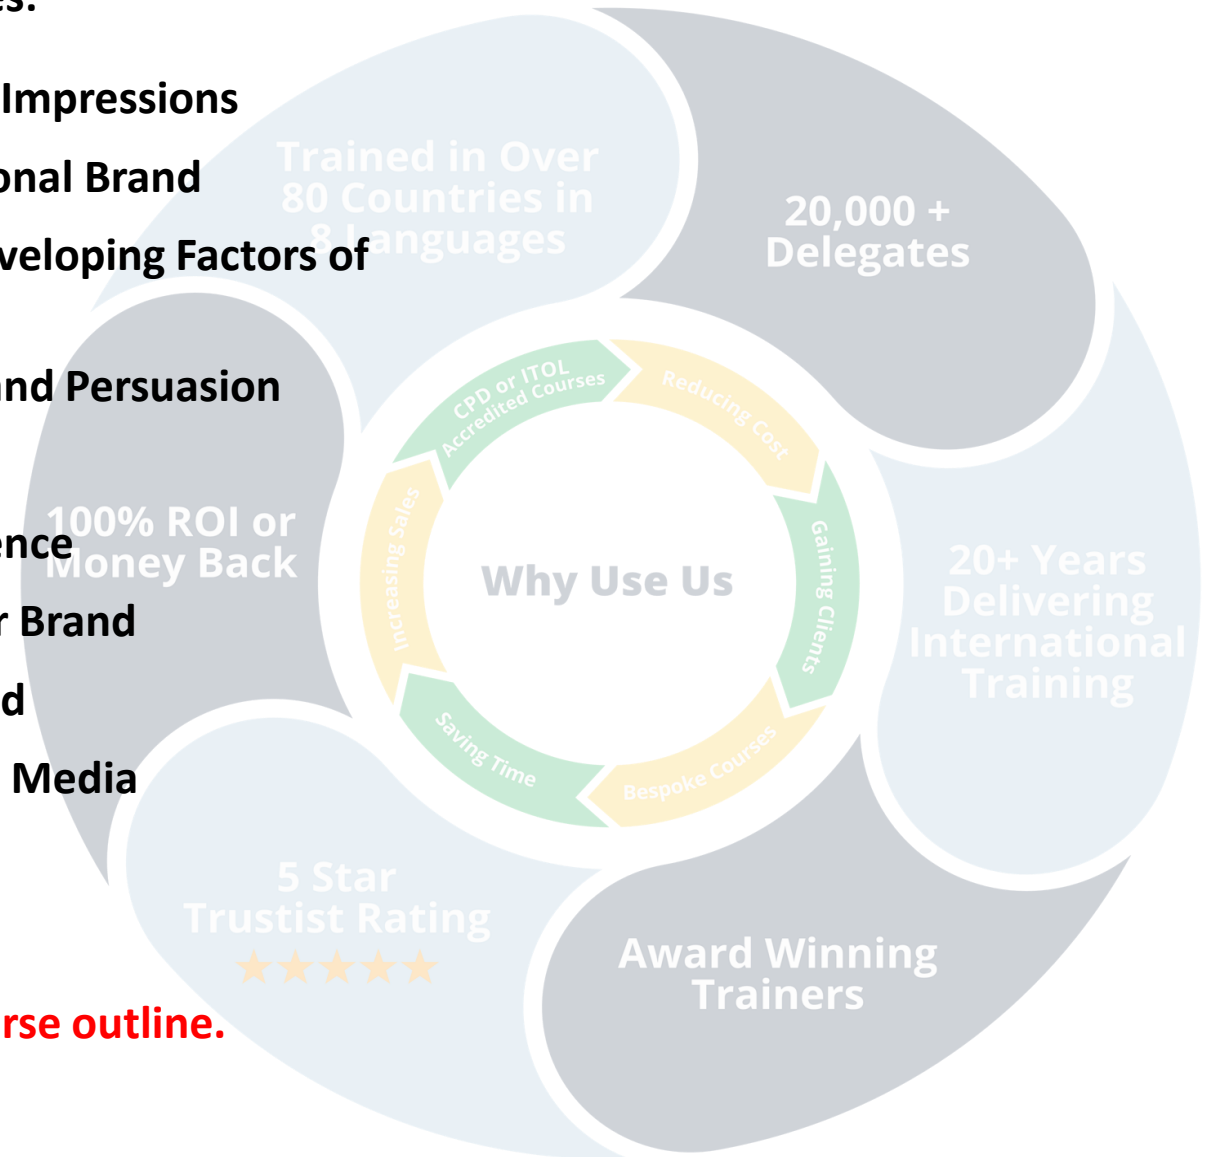 es:
Impressions
onal Brand
veloping Factors of
and Persuasion
ence
r Brand
d
Media
rse outline.
Trained in Over
80 Countries in
8 Languages
20,000 +
Delegates
100% ROI or
Money Back
20+ Years
Delivering
International
Training
5 Star
Trustist Rating
Award Winning
Trainers
CPD or ITOL
Accredited Courses
Reducing Cost
Gaining Clients
Bespoke Courses
Saving Time
Increasing Sales
Why Use Us